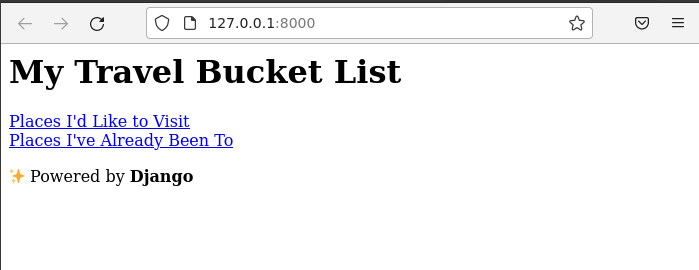 127.0.0.1:8000
My Travel Bucket List
Places I'd Like to Visit
Places I've Already Been To
✨ Powered by Django